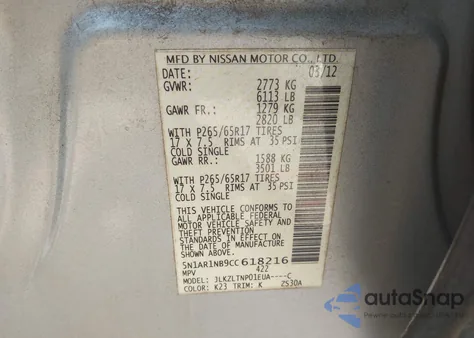 MFD BY NISSAN MOTOR CO., LTD.
DATE: 03/12
GVWR: 2773 KG
6113 LB
GAWR FR.: 1279 KG
2820 LB
WITH P265/65R17 TIRES
17 X 7.5 RIMS AT 35 PSI
COLD SINGLE
GAWR RR.: 1588 KG
3501 LB
WITH P265/65R17 TIRES
17 X 7.5 RIMS AT 35 PSI
COLD SINGLE
THIS VEHICLE CONFORMS TO ALL
APPLICABLE FEDERAL
MOTOR VEHICLE SAFETY
STANDARDS IN EFFECT ON
THE DATE OF MANUFACTURE
SHOWN ABOVE
5N1AR1NB9CC618216
MPV 422
MODEL: 3LKZLTNPO1EUA----C
COLOR: K23 TRIM: K ZS30A
autoSnap